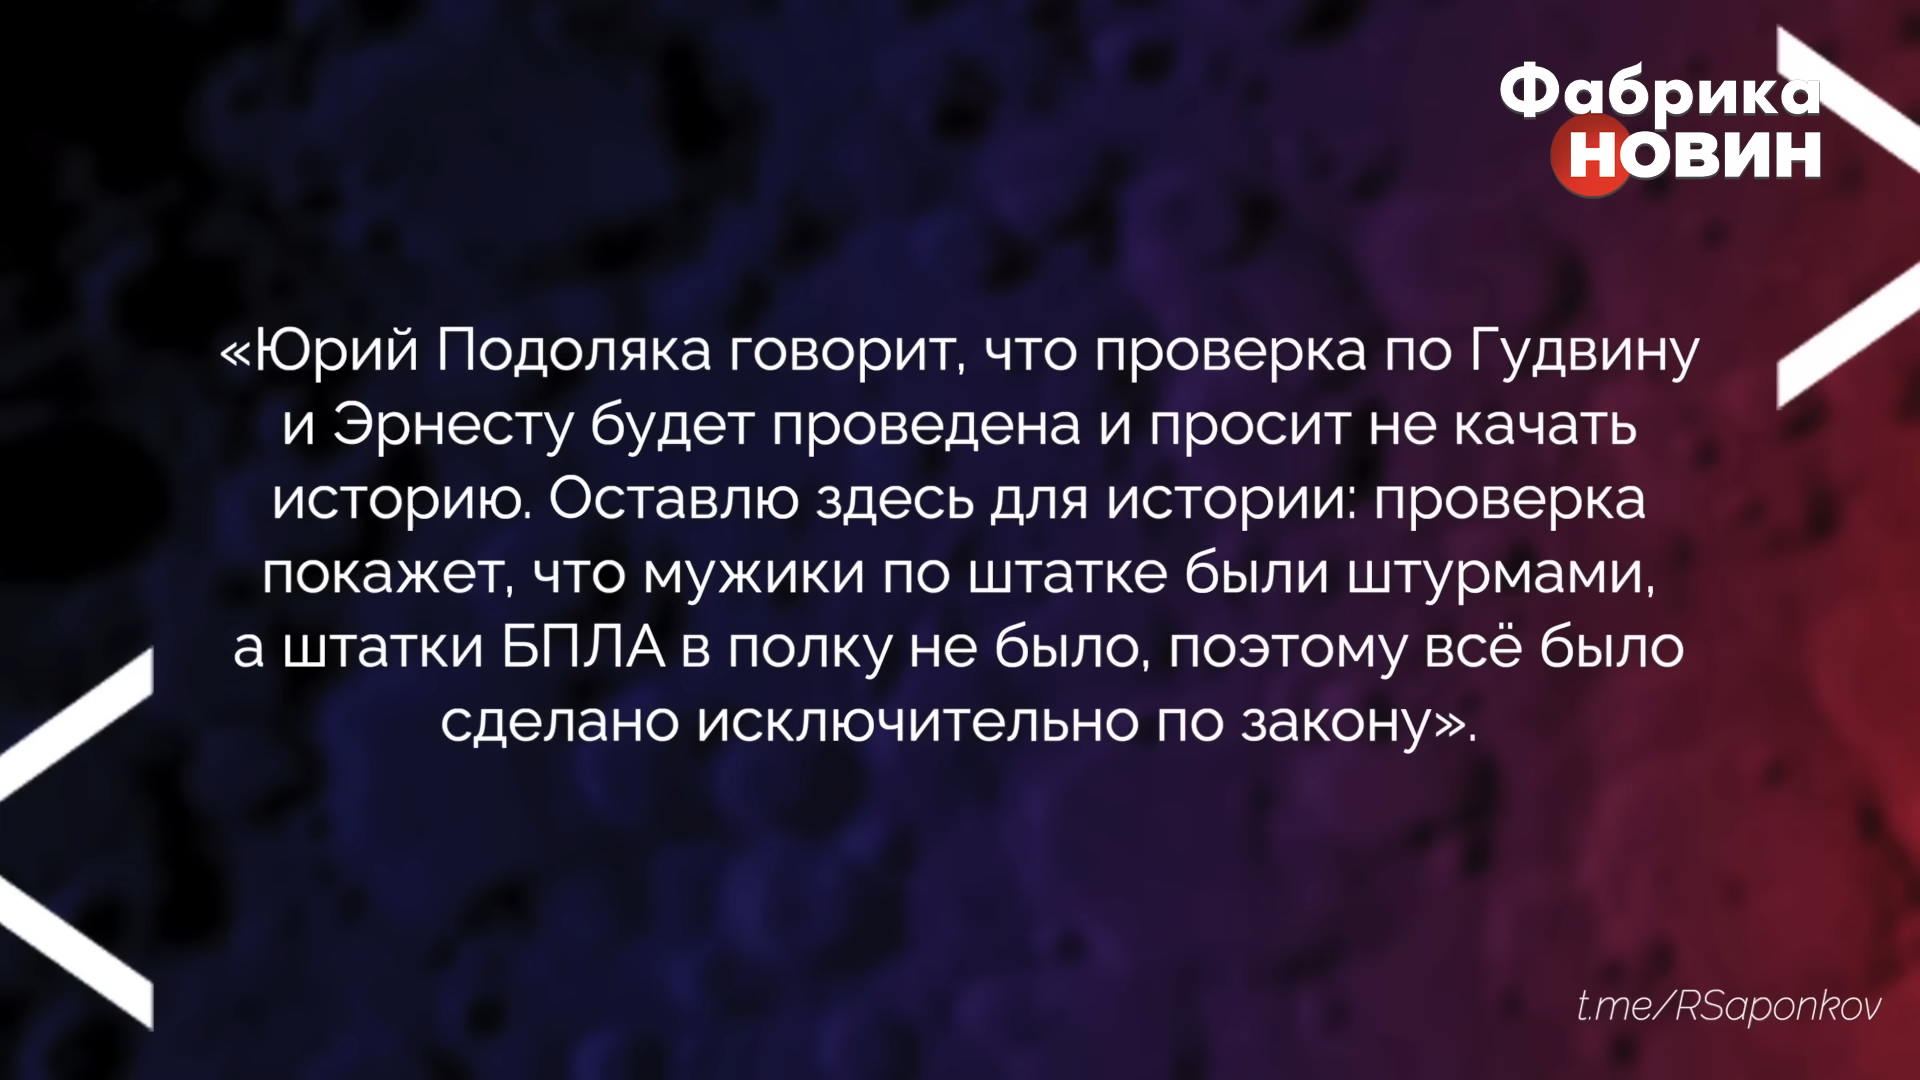 Фабрика
новин
«Юрий Подоляка говорит, что проверка по Гудвину
и Эрнесту будет проведена и просит не качать
историю. Оставлю здесь для истории: проверка
покажет, что мужики по штатке были штурмами,
а штатки БПЛА в полку не было, поэтому всё было
сделано исключительно по закону».
t.me/RSaponkov